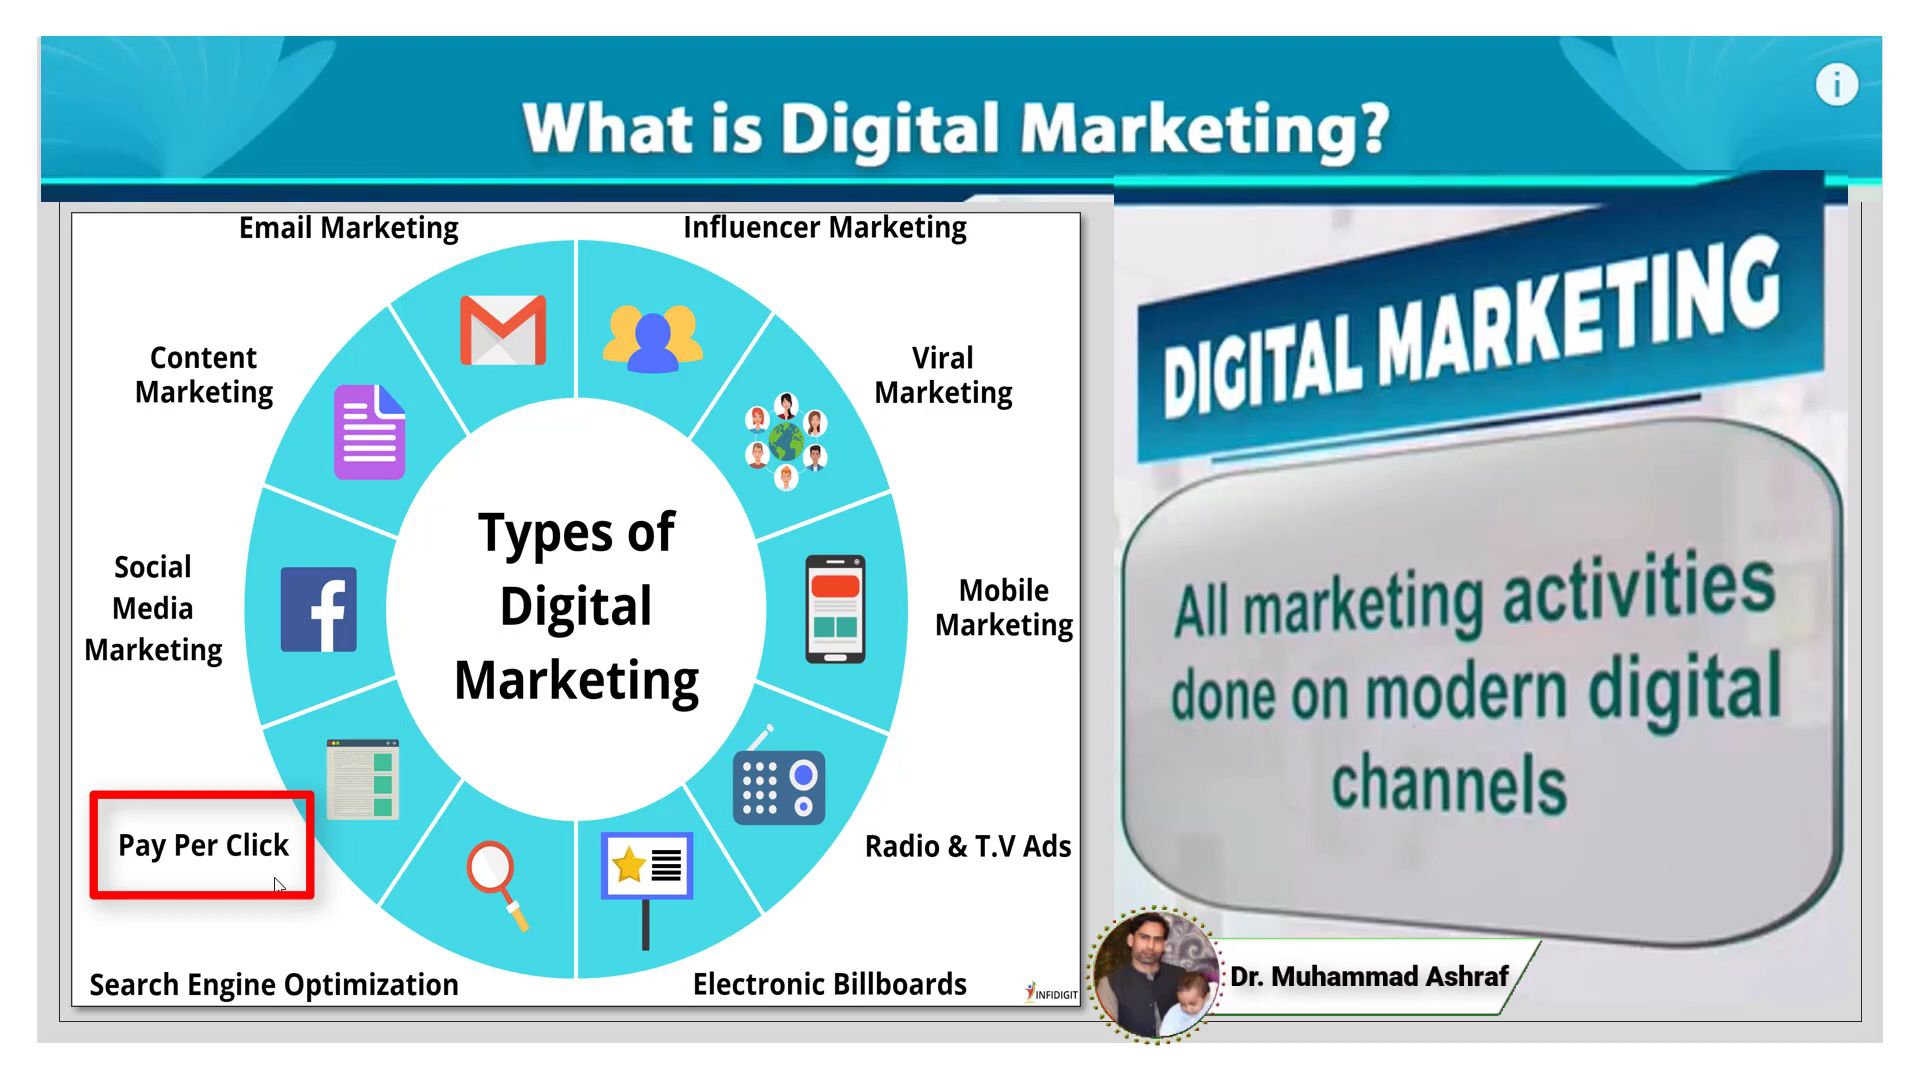 What is Digital Marketing?
i
Email Marketing
Influencer Marketing
Content
Marketing
Viral
Marketing
Social
Media
Marketing
Mobile
Marketing
Types of
Digital
Marketing
Pay Per Click
Radio & T.V Ads
Search Engine Optimization
Electronic Billboards
INFIDIGIT
DIGITAL MARKETING
All marketing activities
done on modern digital
channels
Dr. Muhammad Ashraf